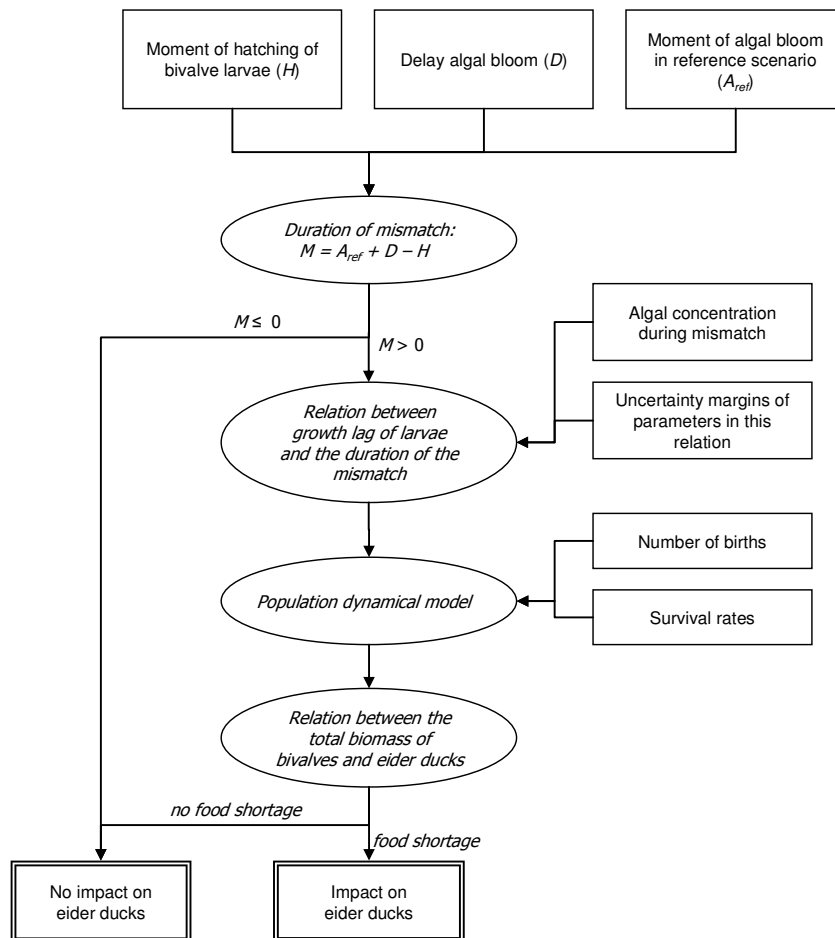 Moment of hatching of
bivalve larvae (H)
Delay algal bloom (D)
Moment of algal bloom
in reference scenario
(Aref)
Duration of mismatch:
M = Aref + D – H
M ≤ 0
M > 0
Algal concentration
during mismatch
Relation between
growth lag of larvae
and the duration of the
mismatch
Uncertainty margins of
parameters in this
relation
Number of births
Population dynamical model
Survival rates
Relation between the
total biomass of
bivalves and eider ducks
no food shortage
food shortage
No impact on
eider ducks
Impact on
eider ducks